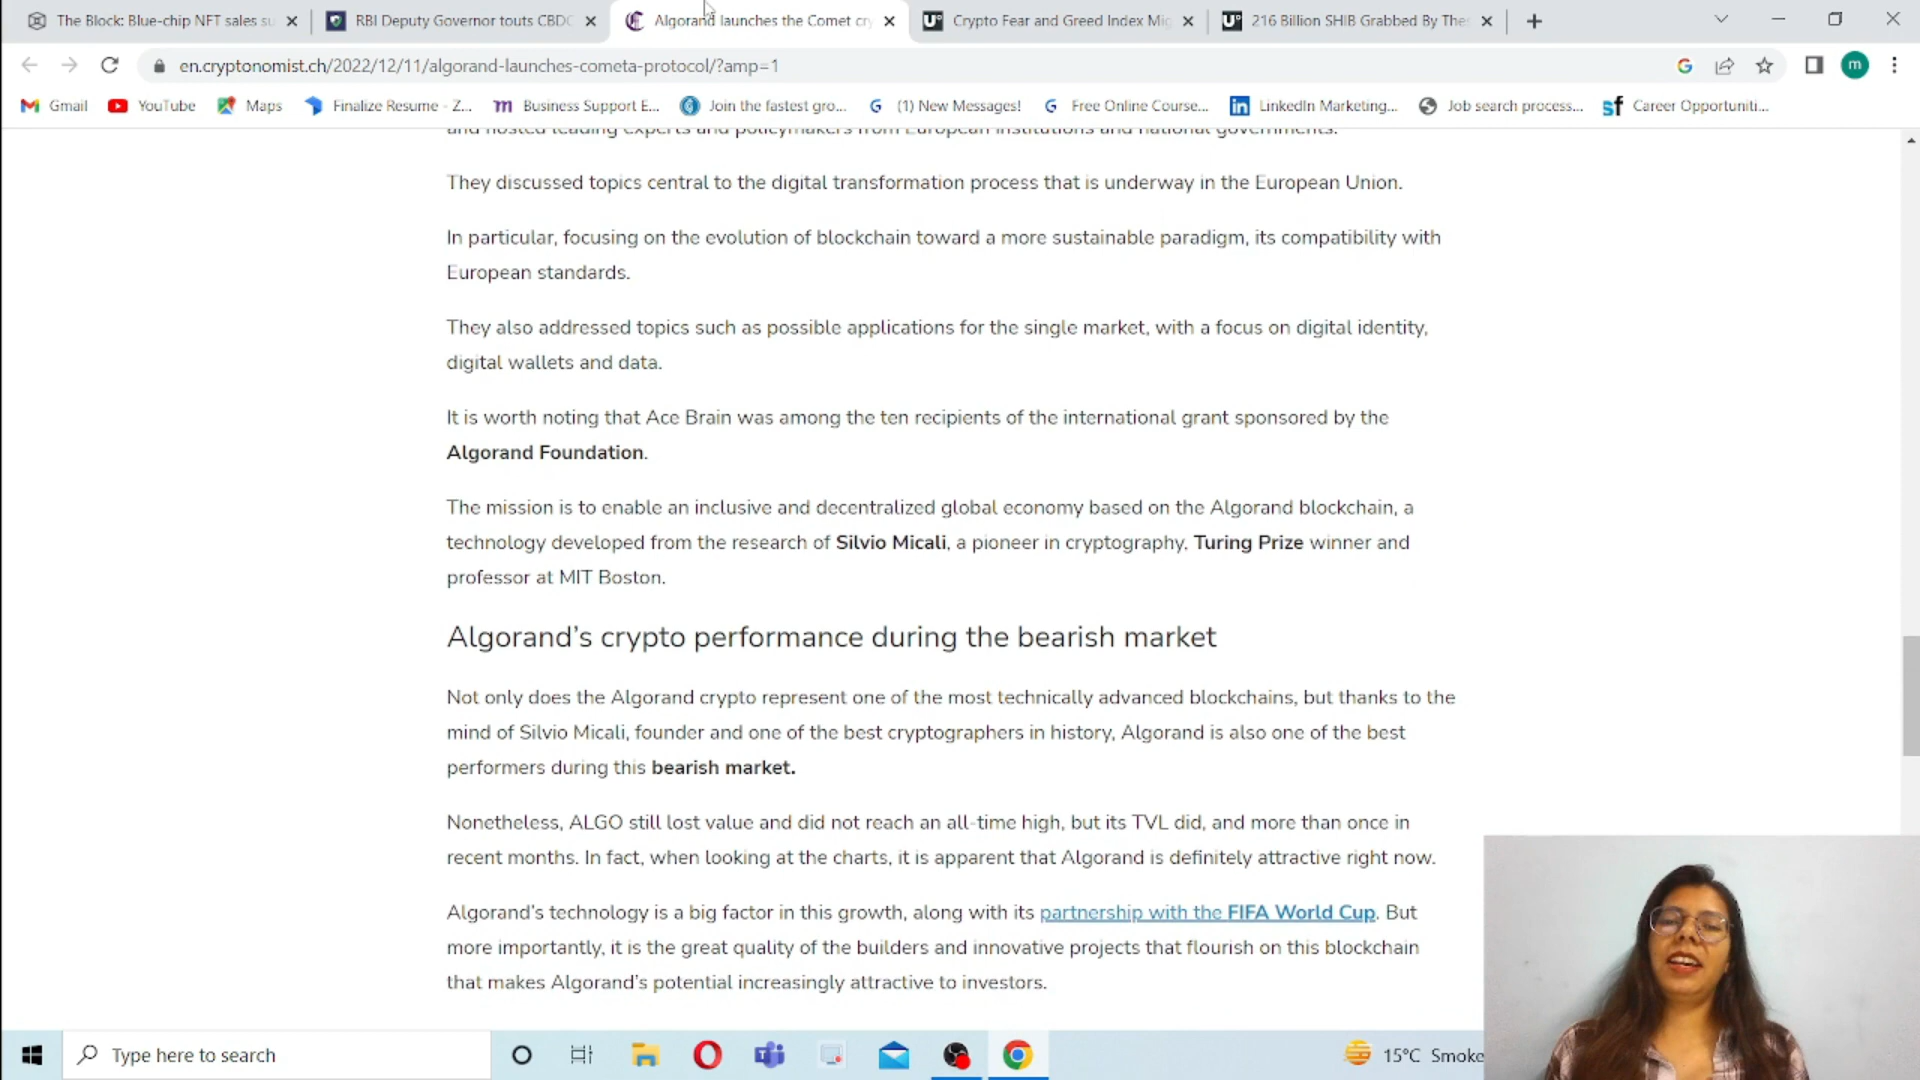 The Block: Blue-chip NFT sales su
RBI Deputy Governor touts CBDC
Algorand launches the Comet cry
Crypto Fear and Greed Index Mig
216 Billion SHIB Grabbed By The
en.cryptonomist.ch/2022/12/11/algorand-launches-cometa-protocol/?amp=1
m
Gmail
YouTube
Maps
Finalize Resume - Z...
Business Support E...
Join the fastest gro...
(1) New Messages!
Free Online Course...
LinkedIn Marketing...
Job search process...
Career Opportuniti...
and hosted leading experts and policymakers from European institutions and national governments.
They discussed topics central to the digital transformation process that is underway in the European Union.
In particular, focusing on the evolution of blockchain toward a more sustainable paradigm, its compatibility with
European standards.
They also addressed topics such as possible applications for the single market, with a focus on digital identity,
digital wallets and data.
It is worth noting that Ace Brain was among the ten recipients of the international grant sponsored by the
Algorand Foundation.
The mission is to enable an inclusive and decentralized global economy based on the Algorand blockchain, a
technology developed from the research of Silvio Micali, a pioneer in cryptography, Turing Prize winner and
professor at MIT Boston.
Algorand's crypto performance during the bearish market
Not only does the Algorand crypto represent one of the most technically advanced blockchains, but thanks to the
mind of Silvio Micali, founder and one of the best cryptographers in history, Algorand is also one of the best
performers during this bearish market.
Nonetheless, ALGO still lost value and did not reach an all-time high, but its TVL did, and more than once in
recent months. In fact, when looking at the charts, it is apparent that Algorand is definitely attractive right now.
Algorand's technology is a big factor in this growth, along with its partnership with the FIFA World Cup. But
more importantly, it is the great quality of the builders and innovative projects that flourish on this blockchain
that makes Algorand's potential increasingly attractive to investors.
Type here to search
15°C Smoke